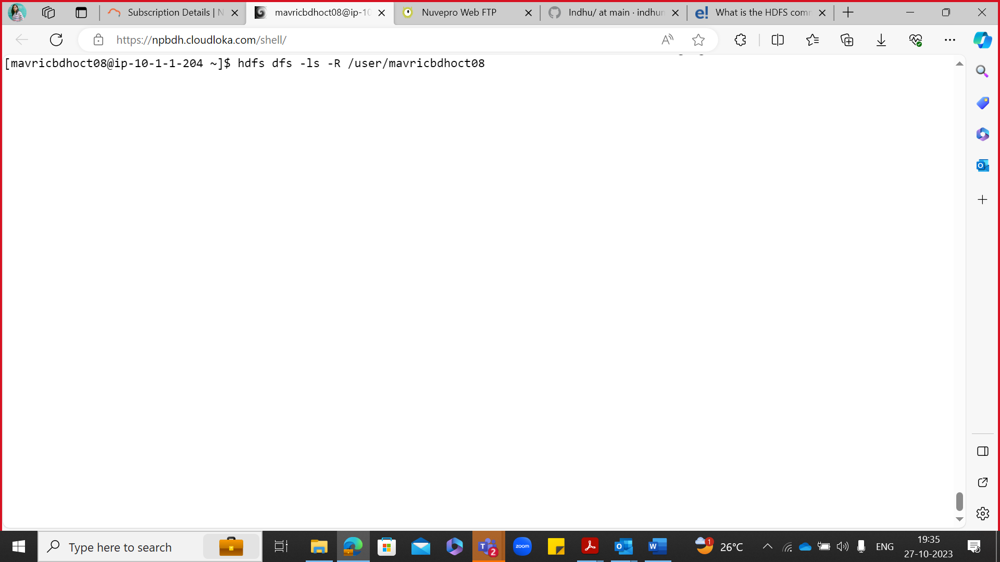 Subscription Details | N
mavricbdhoct08@ip-10
Nuvepro Web FTP
Indhu/ at main · indhun
What is the HDFS com
https://npbdh.cloudloka.com/shell/
[mavricbdhoct08@ip-10-1-1-204 ~]$ hdfs dfs -ls -R /user/mavricbdhoct08
Type here to search
T
2
zoom
W
1
26°C
ENG
19:35
27-10-2023